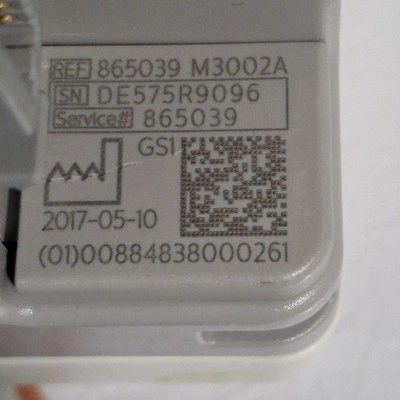 REF 865039 M3002A
SN DE575R9096
Service# 865039
GS1
2017-05-10
(01)00884838000261